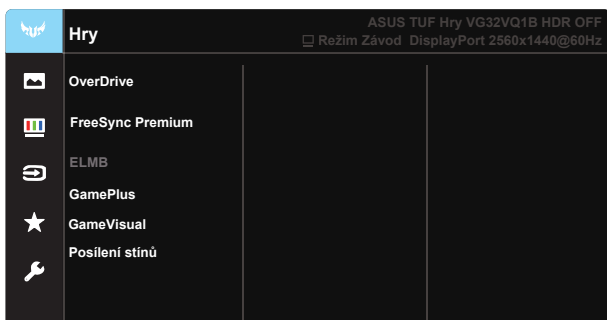 Hry
ASUS TUF Hry VG32VQ1B HDR OFF
Režim Závod DisplayPort 2560x1440@60Hz
OverDrive
FreeSync Premium
ELMB
GamePlus
GameVisual
Posílení stínů